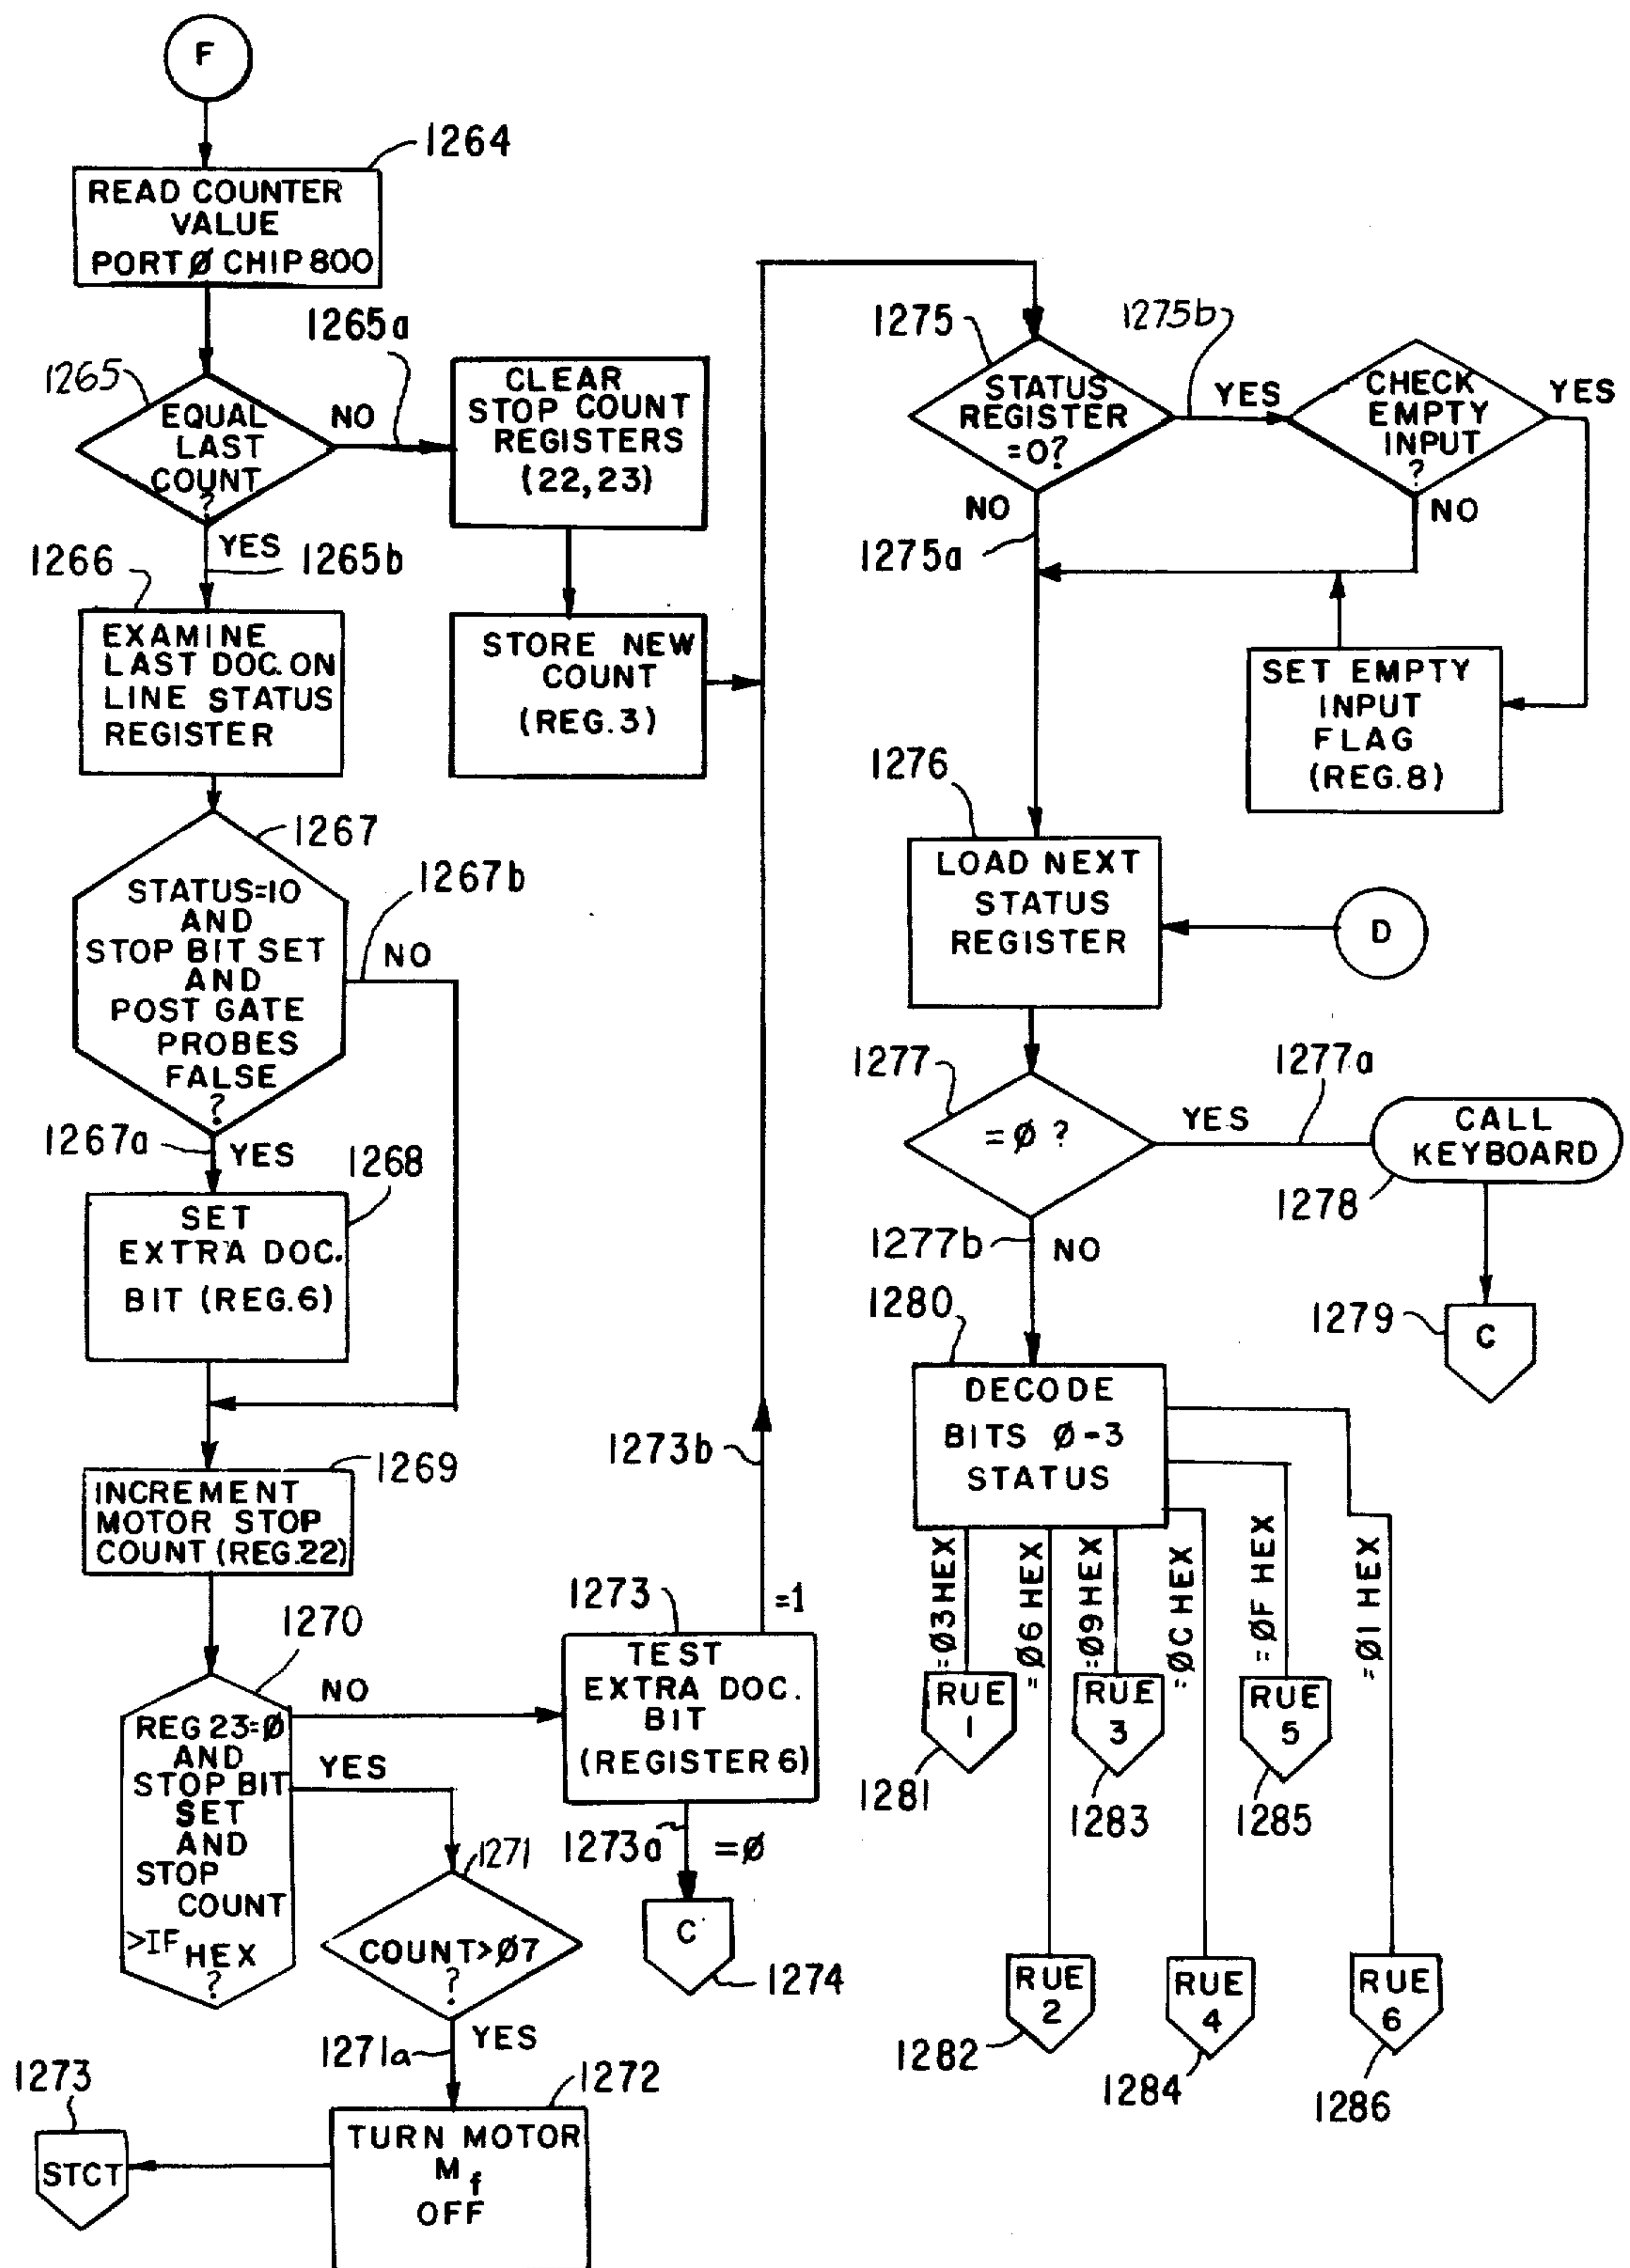 F
1264
READ COUNTER
VALUE
PORT Ø CHIP 800
1265a
1265
EQUAL
LAST
COUNT
?
NO
CLEAR
STOP COUNT
REGISTERS
(22,23)
YES
1265b
1266
EXAMINE
LAST DOC. ON
LINE STATUS
REGISTER
STORE NEW
COUNT
(REG.3)
1267
STATUS=10
AND
STOP BIT SET
AND
POST GATE
PROBES
FALSE
?
1267b
NO
1267a
YES
1268
SET
EXTRA DOC.
BIT (REG.6)
1269
INCREMENT
MOTOR STOP
COUNT (REG.22)
1270
REG 23=Ø
AND
STOP BIT
SET
AND
STOP
COUNT
>IF HEX
?
NO
YES
1273
TEST
EXTRA DOC.
BIT
(REGISTER 6)
1273b
=1
1273a
=Ø
C
1274
1271
COUNT>Ø7
?
1271a
YES
1272
TURN MOTOR
Mf
OFF
1273
STCT
1275
STATUS
REGISTER
=0?
1275b
YES
CHECK
EMPTY
INPUT
?
YES
NO
1275a
NO
SET EMPTY
INPUT
FLAG
(REG.8)
1276
LOAD NEXT
STATUS
REGISTER
D
1277
=Ø ?
YES
1277a
CALL
KEYBOARD
1278
1277b
NO
1279
C
1280
DECODE
BITS Ø-3
STATUS
=Ø3 HEX
=Ø6 HEX
=Ø9 HEX
=ØC HEX
=ØF HEX
=Ø1 HEX
RUE
1
1281
RUE
3
1283
RUE
5
1285
RUE
2
1282
RUE
4
1284
RUE
6
1286